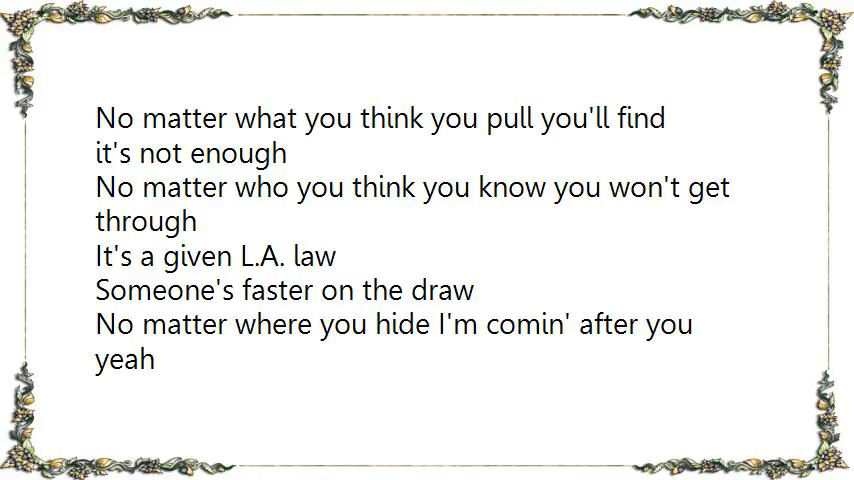 No matter what you think you pull you'll find
it's not enough
No matter who you think you know you won't get
through
It's a given L.A. law
Someone's faster on the draw
No matter where you hide I'm comin' after you
yeah